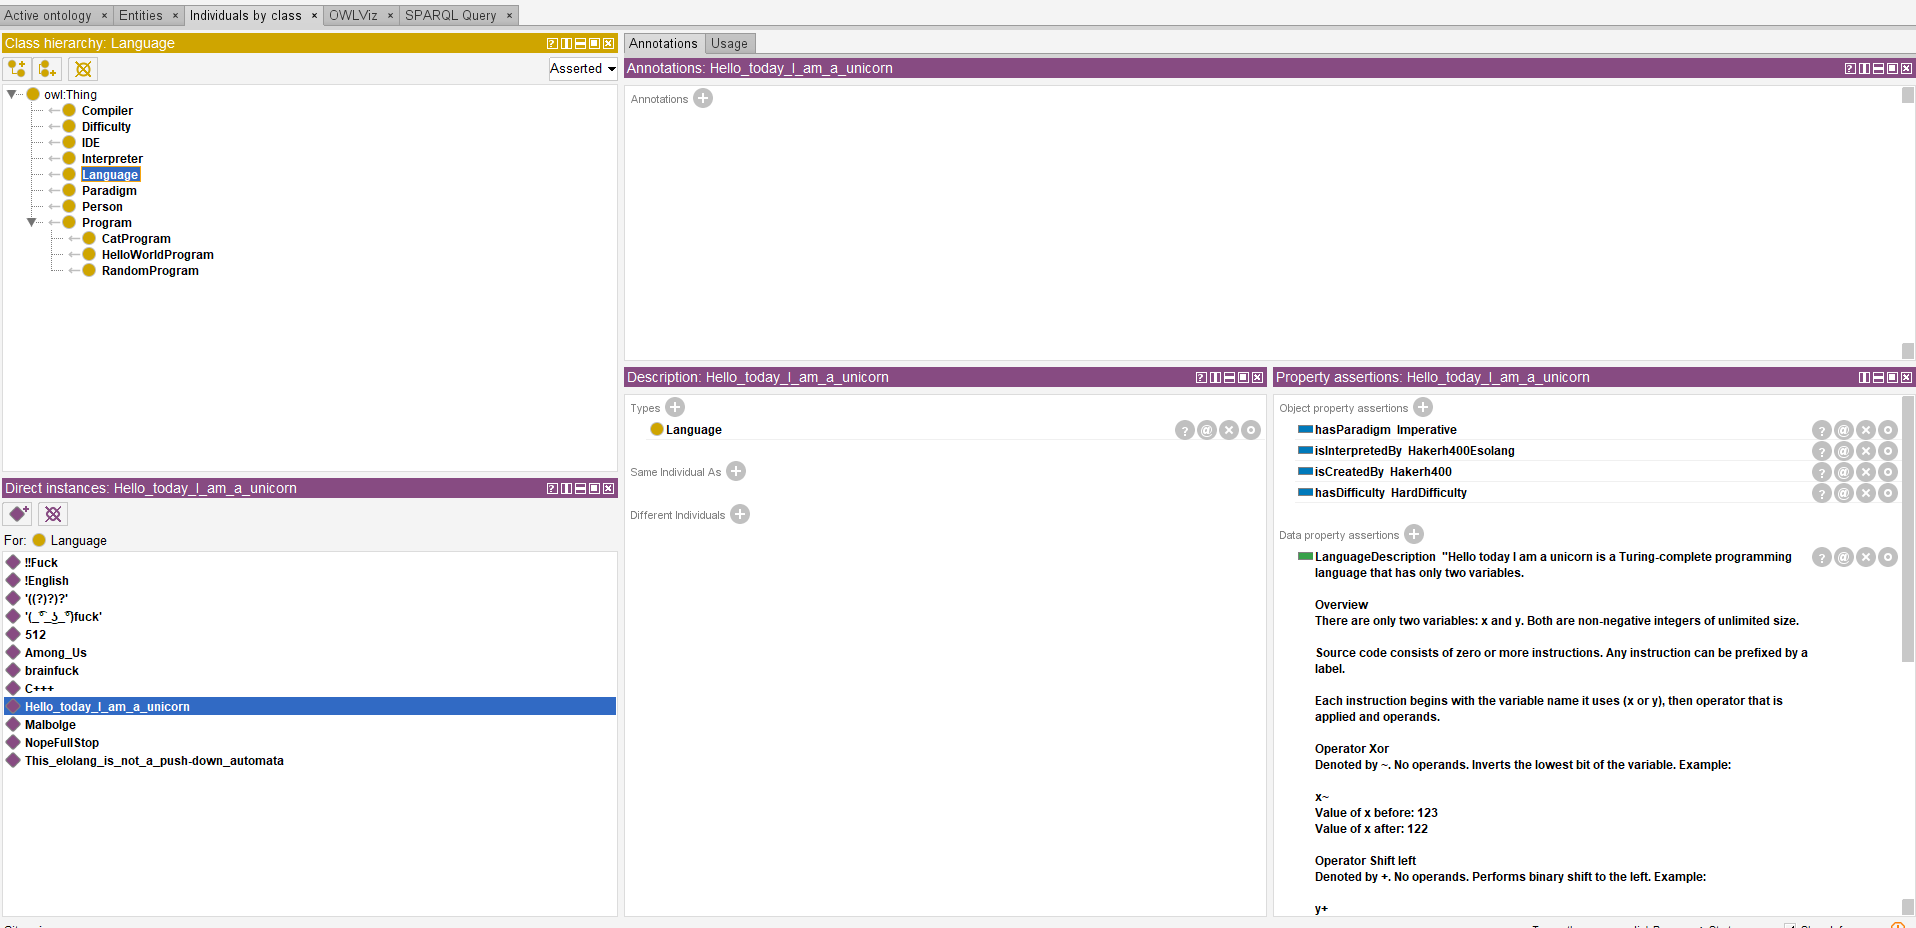 Active ontology × Entities × Individuals by class × OWLViz × SPARQL Query ×
Class hierarchy: Language
Asserted
owl:Thing
Compiler
Difficulty
IDE
Interpreter
Language
Paradigm
Person
Program
CatProgram
HelloWorldProgram
RandomProgram
Direct instances: Hello_today_I_am_a_unicorn
For: Language
!!Fuck
!English
'((?)?)?'
512
Among_Us
brainfuck
C+++
Hello_today_I_am_a_unicorn
Malbolge
NopeFullStop
This_elolang_is_not_a_push-down_automata
Annotations Usage
Annotations: Hello_today_I_am_a_unicorn
Annotations
Description: Hello_today_I_am_a_unicorn
Types
Language
Same Individual As
Different Individuals
Property assertions: Hello_today_I_am_a_unicorn
Object property assertions
hasParadigm Imperative
isInterpretedBy Hakerh400Esolang
isCreatedBy Hakerh400
hasDifficulty HardDifficulty
Data property assertions
LanguageDescription "Hello today I am a unicorn is a Turing-complete programming
language that has only two variables.
Overview
There are only two variables: x and y. Both are non-negative integers of unlimited size.
Source code consists of zero or more instructions. Any instruction can be prefixed by a
label.
Each instruction begins with the variable name it uses (x or y), then operator that is
applied and operands.
Operator Xor
Denoted by ~. No operands. Inverts the lowest bit of the variable. Example:
x~
Value of x before: 123
Value of x after: 122
Operator Shift left
Denoted by +. No operands. Performs binary shift to the left. Example:
y+